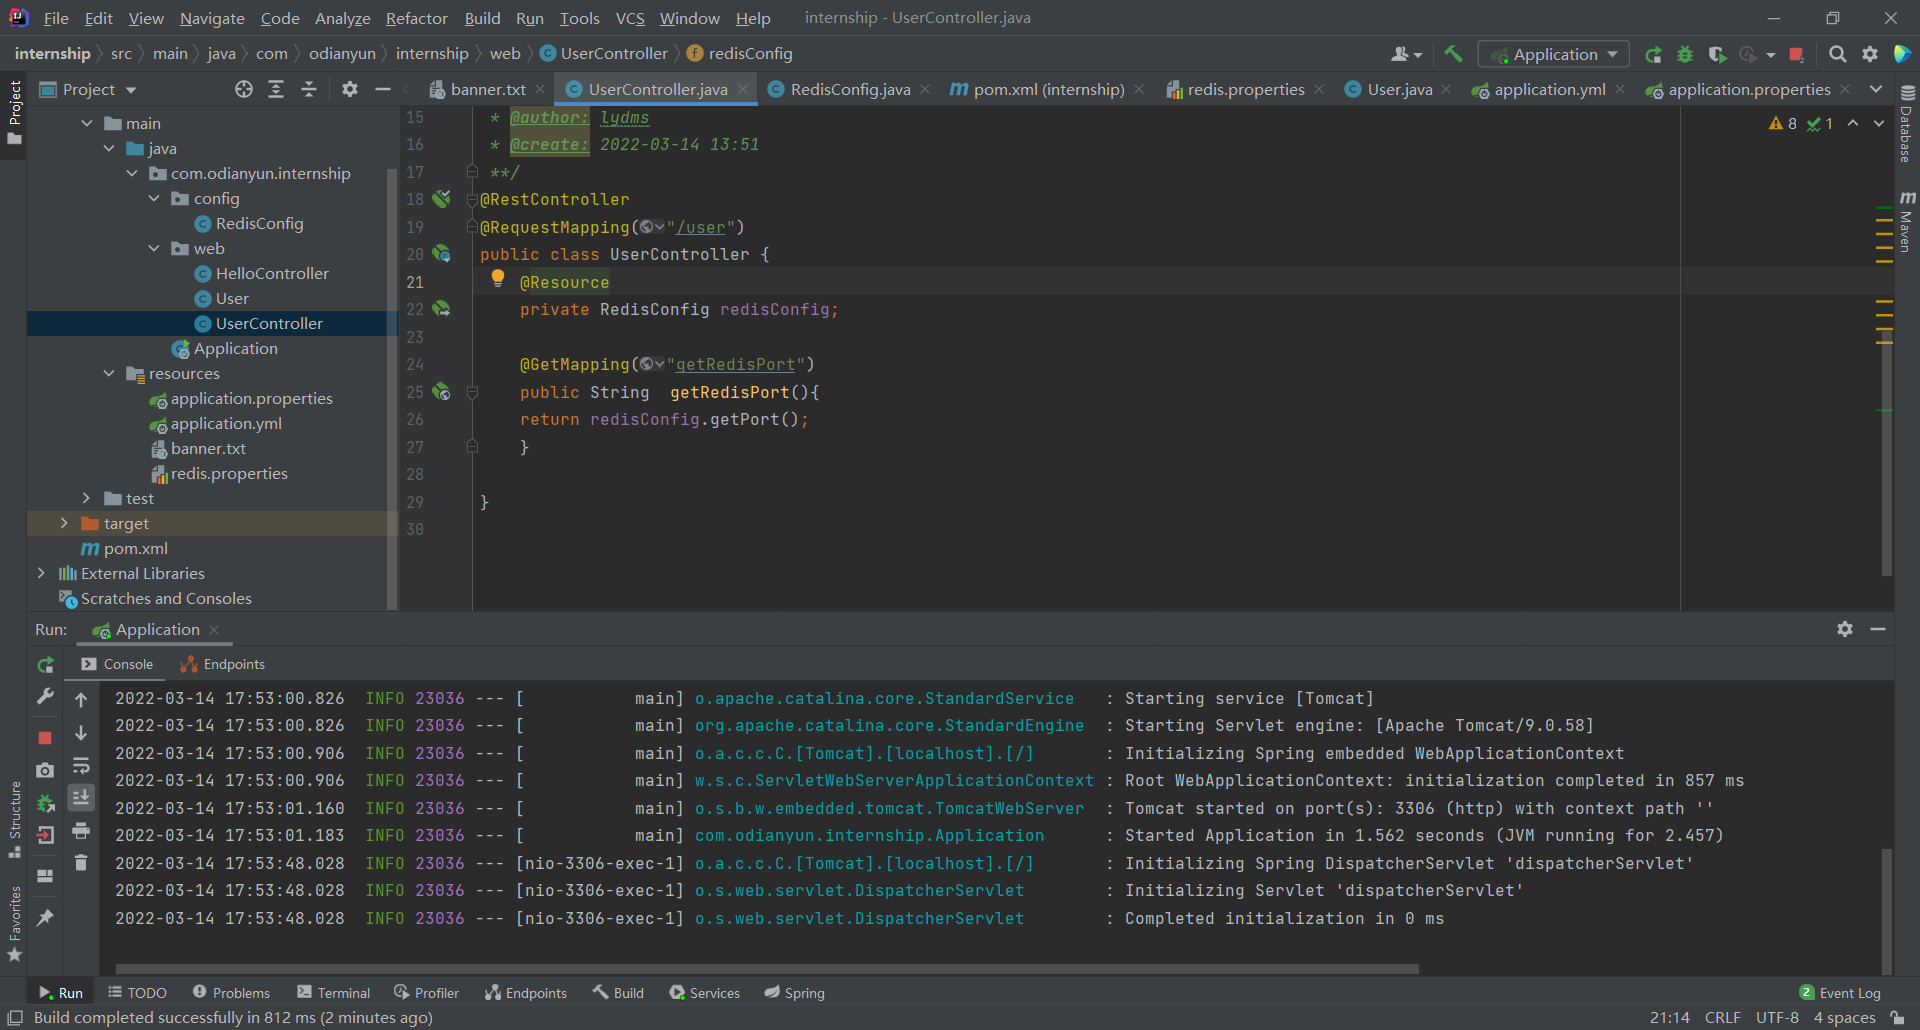 File Edit View Navigate Code Analyze Refactor Build Run Tools VCS Window Help internship - UserController.java
internship src main java com odianyun internship web UserController redisConfig Application
Project banner.txt UserController.java RedisConfig.java pom.xml (internship) redis.properties User.java application.yml application.properties
Project
main
java
com.odianyun.internship
config
RedisConfig
web
HelloController
User
UserController
Application
resources
application.properties
application.yml
banner.txt
redis.properties
test
target
pom.xml
External Libraries
Scratches and Consoles
15 * @author: lydms
16 * @create: 2022-03-14 13:51
17 **/
18 @RestController
19 @RequestMapping("/user")
20 public class UserController {
21 @Resource
22 private RedisConfig redisConfig;
23
24 @GetMapping("getRedisPort")
25 public String  getRedisPort(){
26 return redisConfig.getPort();
27 }
28
29 }
30
8 1
Database
Maven
Run: Application
Console Endpoints
2022-03-14 17:53:00.826  INFO 23036 --- [           main] o.apache.catalina.core.StandardService   : Starting service [Tomcat]
2022-03-14 17:53:00.826  INFO 23036 --- [           main] org.apache.catalina.core.StandardEngine  : Starting Servlet engine: [Apache Tomcat/9.0.58]
2022-03-14 17:53:00.906  INFO 23036 --- [           main] o.a.c.c.C.[Tomcat].[localhost].[/]       : Initializing Spring embedded WebApplicationContext
2022-03-14 17:53:00.906  INFO 23036 --- [           main] w.s.c.ServletWebServerApplicationContext : Root WebApplicationContext: initialization completed in 857 ms
2022-03-14 17:53:01.160  INFO 23036 --- [           main] o.s.b.w.embedded.tomcat.TomcatWebServer  : Tomcat started on port(s): 3306 (http) with context path ''
2022-03-14 17:53:01.183  INFO 23036 --- [           main] com.odianyun.internship.Application      : Started Application in 1.562 seconds (JVM running for 2.457)
2022-03-14 17:53:48.028  INFO 23036 --- [nio-3306-exec-1] o.a.c.c.C.[Tomcat].[localhost].[/]       : Initializing Spring DispatcherServlet 'dispatcherServlet'
2022-03-14 17:53:48.028  INFO 23036 --- [nio-3306-exec-1] o.s.web.servlet.DispatcherServlet        : Initializing Servlet 'dispatcherServlet'
2022-03-14 17:53:48.028  INFO 23036 --- [nio-3306-exec-1] o.s.web.servlet.DispatcherServlet        : Completed initialization in 0 ms
Structure
Favorites
Run TODO Problems Terminal Profiler Endpoints Build Services Spring 2 Event Log
Build completed successfully in 812 ms (2 minutes ago) 21:14 CRLF UTF-8 4 spaces